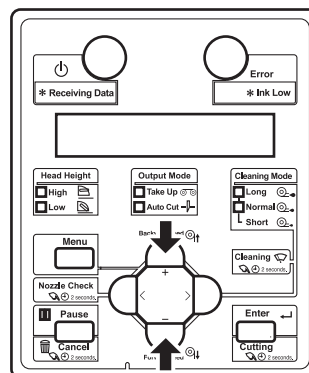 Error
* Receiving Data
* Ink Low
Head Height
High
Low
Output Mode
Take Up
Auto Cut
Cleaning Mode
Long
Normal
Short
Menu
Cleaning
2 seconds.
Nozzle Check
2 seconds.
+
< >
−
Pause
Cancel
2 seconds.
Enter
Cutting
2 seconds.